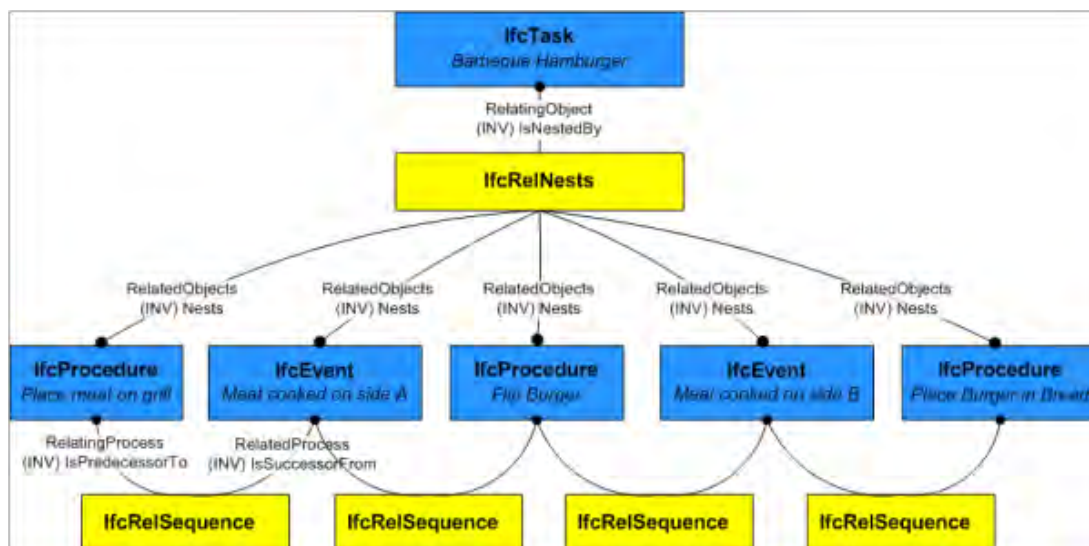 IfcTask
Barbeque Hamburger
RelatingObject
(INV) IsNestedBy
IfcRelNests
RelatedObjects
(INV) Nests
RelatedObjects
(INV) Nests
RelatedObjects
(INV) Nests
RelatedObjects
(INV) Nests
RelatedObjects
(INV) Nests
IfcProcedure
Place meat on grill
IfcEvent
Meat cooked on side A
IfcProcedure
Flip Burger
IfcEvent
Meat cooked on side B
IfcProcedure
Place Burger in Bread
RelatingProcess
(INV) IsPredecessorTo
RelatedProcess
(INV) IsSuccessorFrom
IfcRelSequence
IfcRelSequence
IfcRelSequence
IfcRelSequence